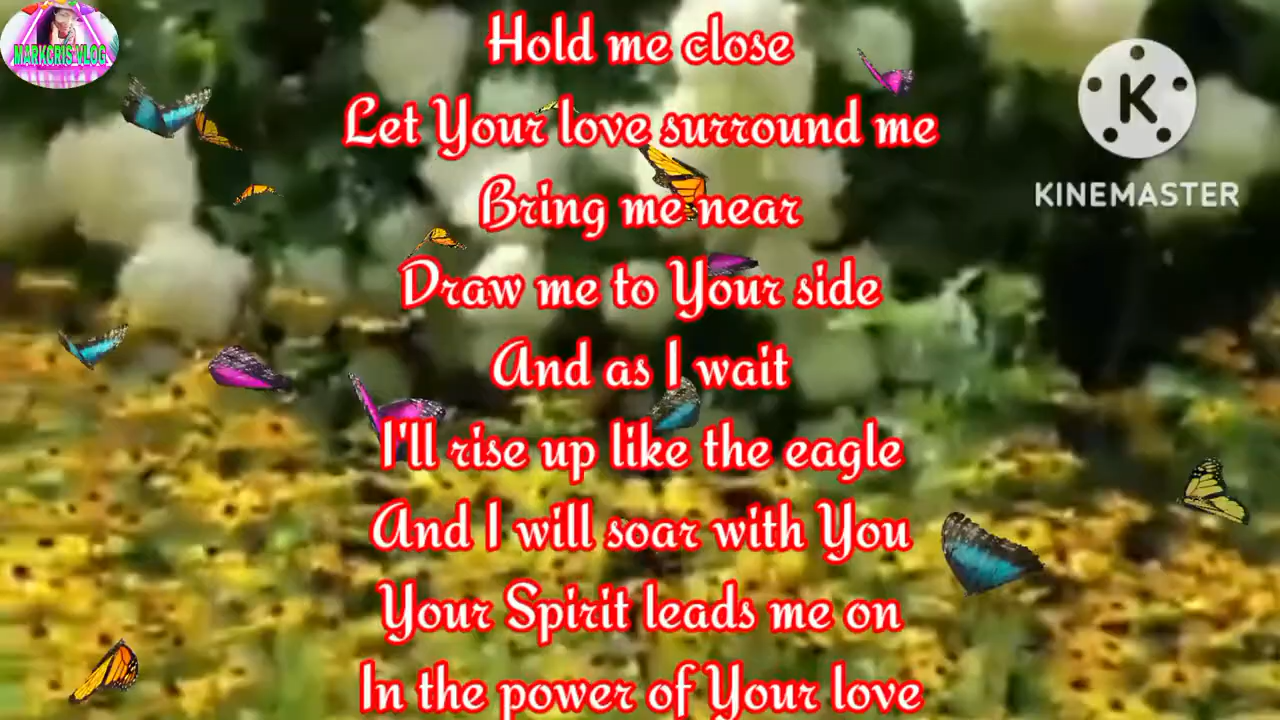 MARKGRIS VLOG
Hold me close
Let Your love surround me
Bring me near
Draw me to Your side
And as I wait
I'll rise up like the eagle
And I will soar with You
Your Spirit leads me on
In the power of Your love
K
KINEMASTER